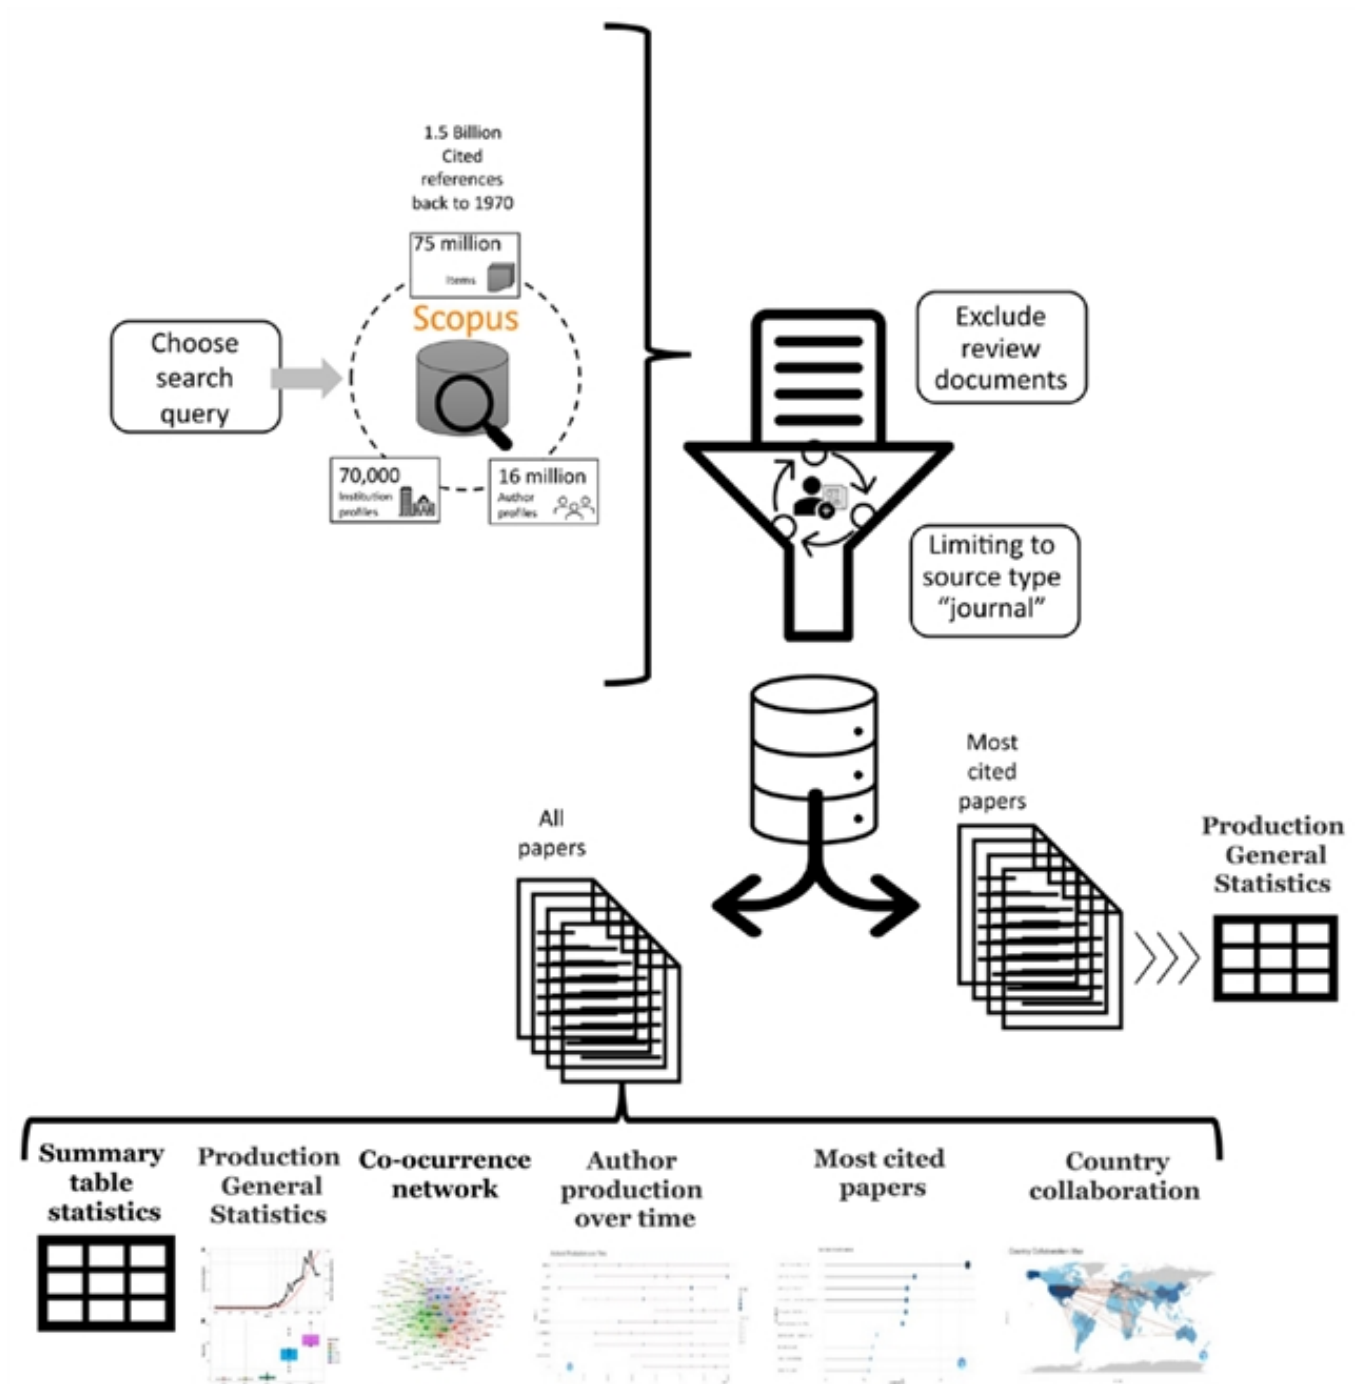 1.5 Billion
Cited
references
back to 1970
75 million
Items
Scopus
Choose
search
query
70,000
Institution
profiles
16 million
Author
profiles
Exclude
review
documents
Limiting to
source type
“journal”
All
papers
Most
cited
papers
Production
General
Statistics
Summary
table
statistics
Production
General
Statistics
Co-ocurrence
network
Author
production
over time
Most cited
papers
Country
collaboration